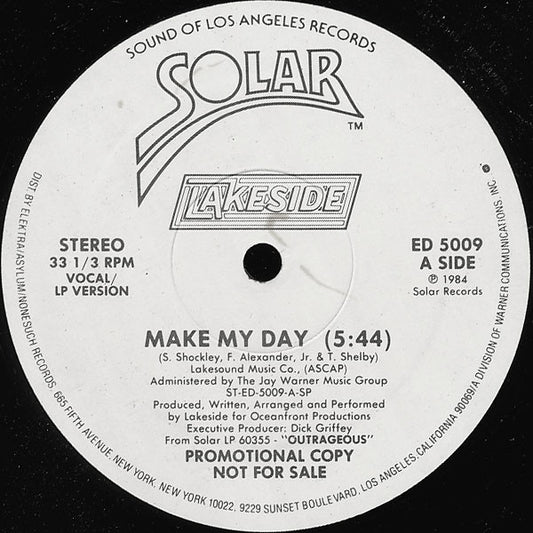 SOUND OF LOS ANGELES RECORDS
SOLAR
TM
LAKESIDE
STEREO
33 1/3 RPM
VOCAL/
LP VERSION
ED 5009
A SIDE
℗ 1984
Solar Records
MAKE MY DAY (5:44)
(S. Shockley, F. Alexander, Jr. & T. Shelby)
Lakesound Music Co., (ASCAP)
Administered by The Jay Warner Music Group
ST-ED-5009-A-SP
Produced, Written, Arranged and Performed
by Lakeside for Oceanfront Productions
Executive Producer: Dick Griffey
From Solar LP 60355 - "OUTRAGEOUS"
PROMOTIONAL COPY
NOT FOR SALE
DIST. BY ELEKTRA/ASYLUM/NONESUCH RECORDS, 665 FIFTH AVENUE, NEW YORK, NEW YORK 10022, 9229 SUNSET BOULEVARD, LOS ANGELES, CALIFORNIA 90069/A DIVISION OF WARNER COMMUNICATIONS, INC.